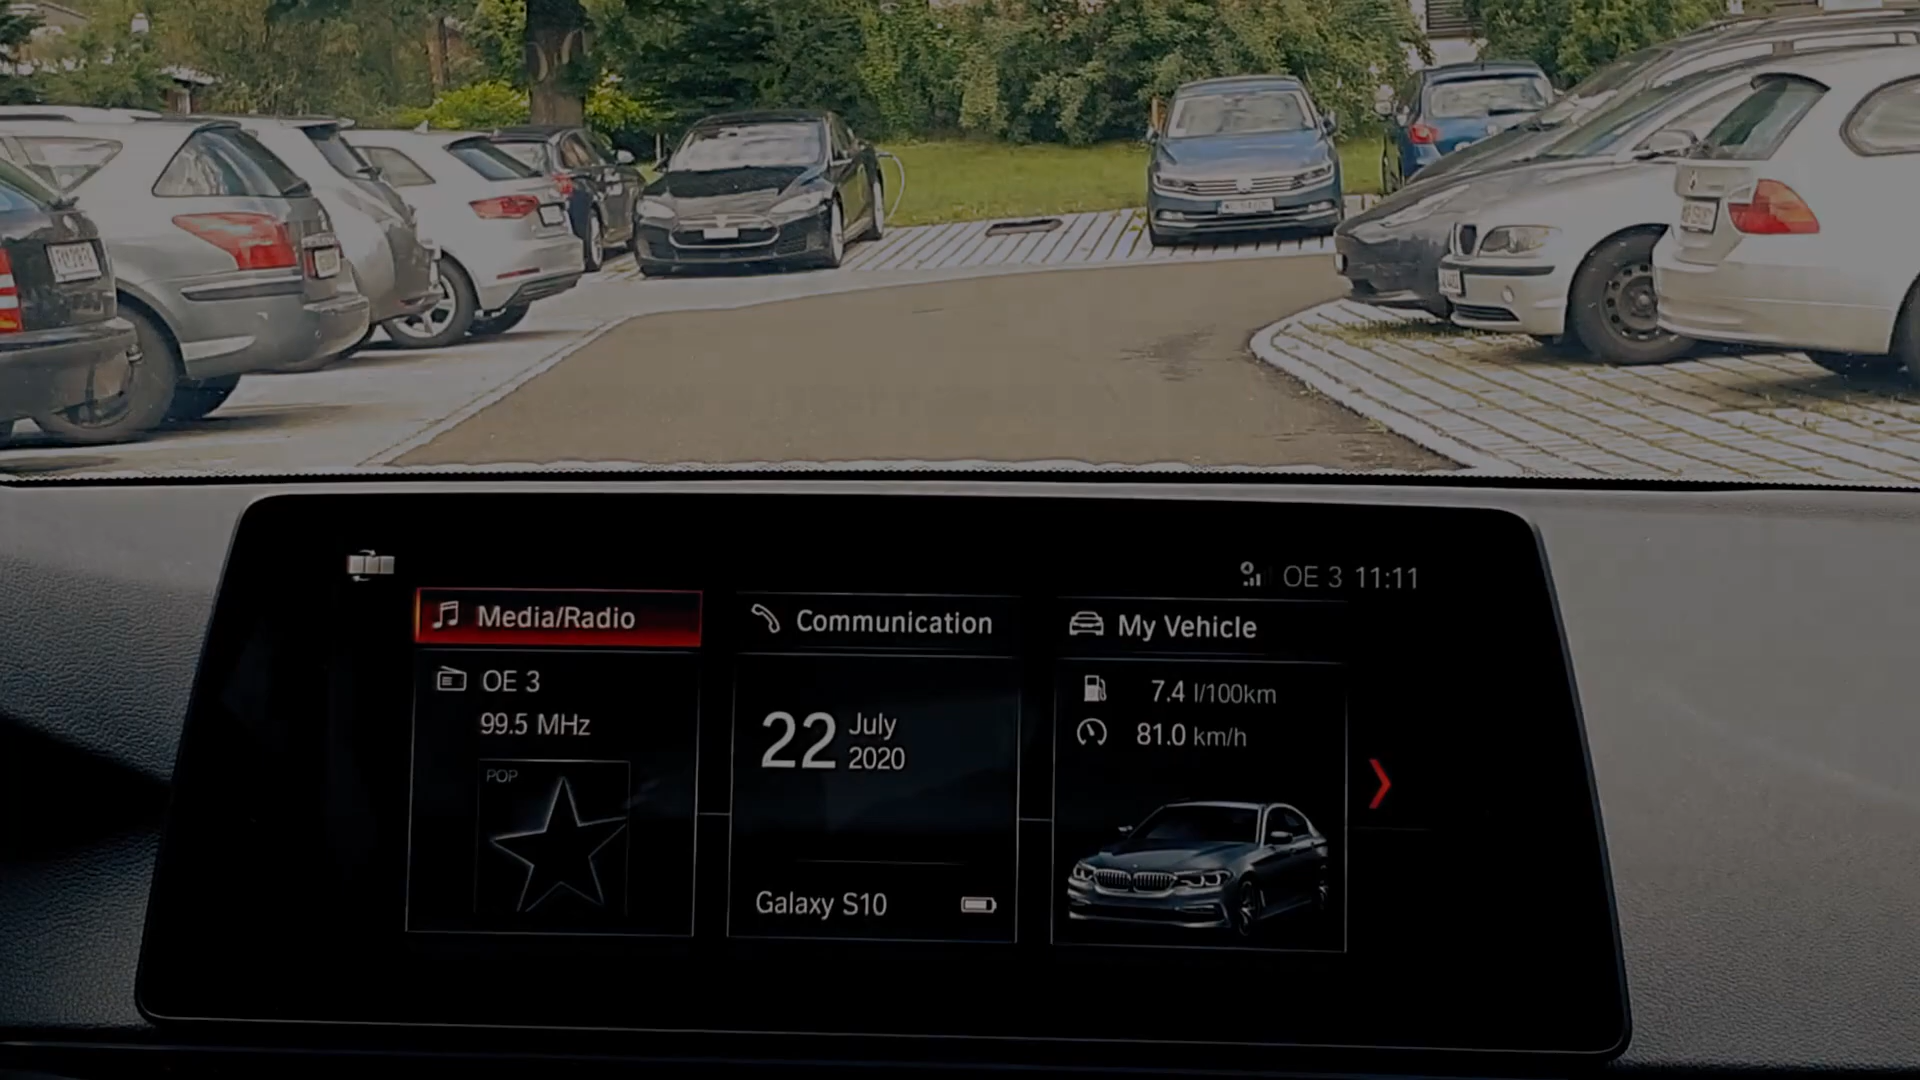 OE 3 11:11
Media/Radio
OE 3
99.5 MHz
POP
Communication
22 July
2020
Galaxy S10
My Vehicle
7.4 l/100km
81.0 km/h